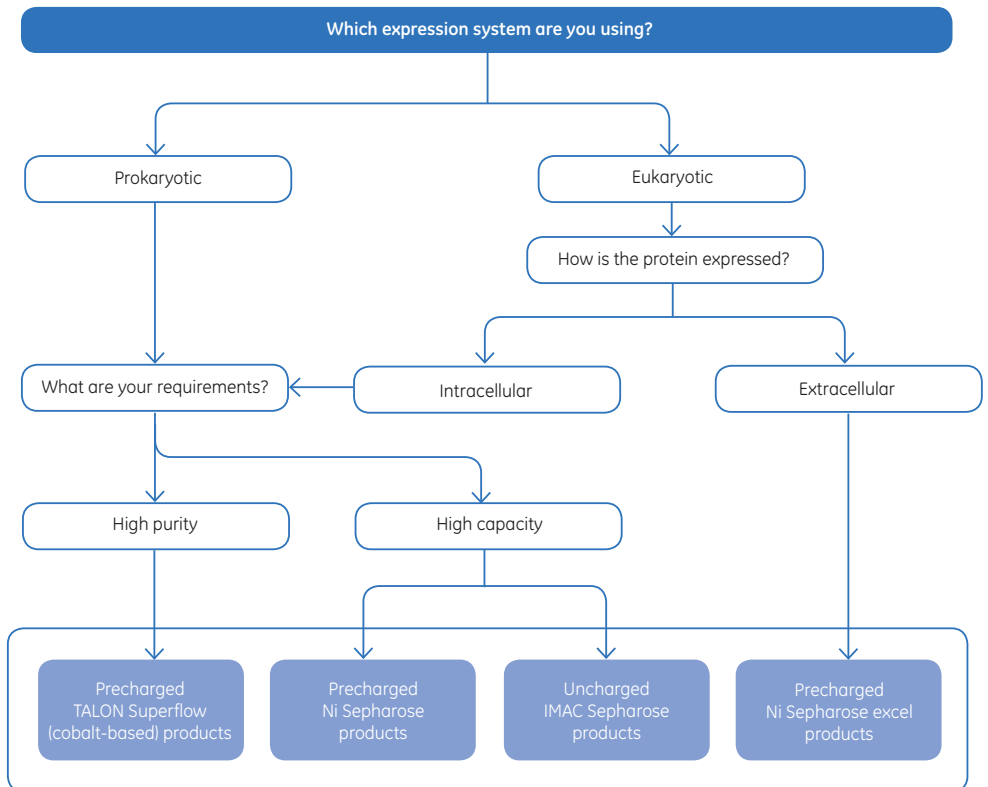 Which expression system are you using?
Prokaryotic
Eukaryotic
How is the protein expressed?
What are your requirements?
Intracellular
Extracellular
High purity
High capacity
Precharged
TALON Superflow
(cobalt-based) products
Precharged
Ni Sepharose
products
Uncharged
IMAC Sepharose
products
Precharged
Ni Sepharose excel
products